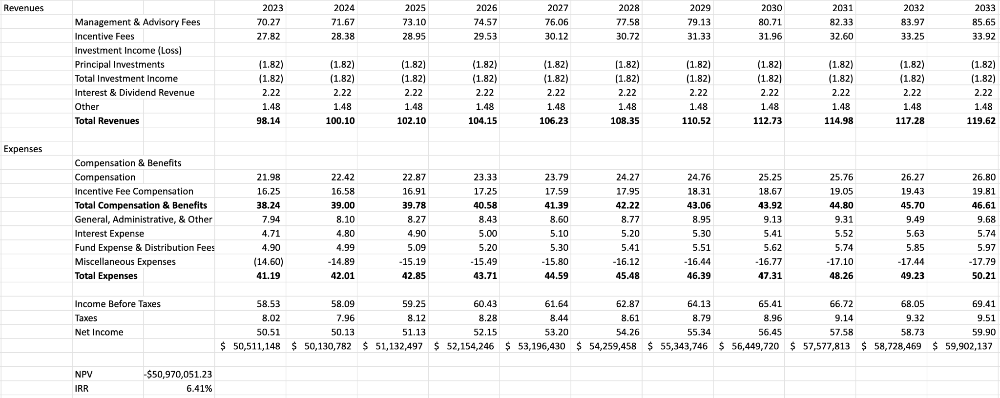 Revenues 2023 2024 2025 2026 2027 2028 2029 2030 2031 2032 2033
Management & Advisory Fees 70.27 71.67 73.10 74.57 76.06 77.58 79.13 80.71 82.33 83.97 85.65
Incentive Fees 27.82 28.38 28.95 29.53 30.12 30.72 31.33 31.96 32.60 33.25 33.92
Investment Income (Loss)
Principal Investments (1.82) (1.82) (1.82) (1.82) (1.82) (1.82) (1.82) (1.82) (1.82) (1.82) (1.82)
Total Investment Income (1.82) (1.82) (1.82) (1.82) (1.82) (1.82) (1.82) (1.82) (1.82) (1.82) (1.82)
Interest & Dividend Revenue 2.22 2.22 2.22 2.22 2.22 2.22 2.22 2.22 2.22 2.22 2.22
Other 1.48 1.48 1.48 1.48 1.48 1.48 1.48 1.48 1.48 1.48 1.48
Total Revenues 98.14 100.10 102.10 104.15 106.23 108.35 110.52 112.73 114.98 117.28 119.62
Expenses
Compensation & Benefits
Compensation 21.98 22.42 22.87 23.33 23.79 24.27 24.76 25.25 25.76 26.27 26.80
Incentive Fee Compensation 16.25 16.58 16.91 17.25 17.59 17.95 18.31 18.67 19.05 19.43 19.81
Total Compensation & Benefits 38.24 39.00 39.78 40.58 41.39 42.22 43.06 43.92 44.80 45.70 46.61
General, Administrative, & Other 7.94 8.10 8.27 8.43 8.60 8.77 8.95 9.13 9.31 9.49 9.68
Interest Expense 4.71 4.80 4.90 5.00 5.10 5.20 5.30 5.41 5.52 5.63 5.74
Fund Expense & Distribution Fees 4.90 4.99 5.09 5.20 5.30 5.41 5.51 5.62 5.74 5.85 5.97
Miscellaneous Expenses (14.60) -14.89 -15.19 -15.49 -15.80 -16.12 -16.44 -16.77 -17.10 -17.44 -17.79
Total Expenses 41.19 42.01 42.85 43.71 44.59 45.48 46.39 47.31 48.26 49.23 50.21
Income Before Taxes 58.53 58.09 59.25 60.43 61.64 62.87 64.13 65.41 66.72 68.05 69.41
Taxes 8.02 7.96 8.12 8.28 8.44 8.61 8.79 8.96 9.14 9.32 9.51
Net Income 50.51 50.13 51.13 52.15 53.20 54.26 55.34 56.45 57.58 58.73 59.90
$ 50,511,148 $ 50,130,782 $ 51,132,497 $ 52,154,246 $ 53,196,430 $ 54,259,458 $ 55,343,746 $ 56,449,720 $ 57,577,813 $ 58,728,469 $ 59,902,137
NPV -$50,970,051.23
IRR 6.41%